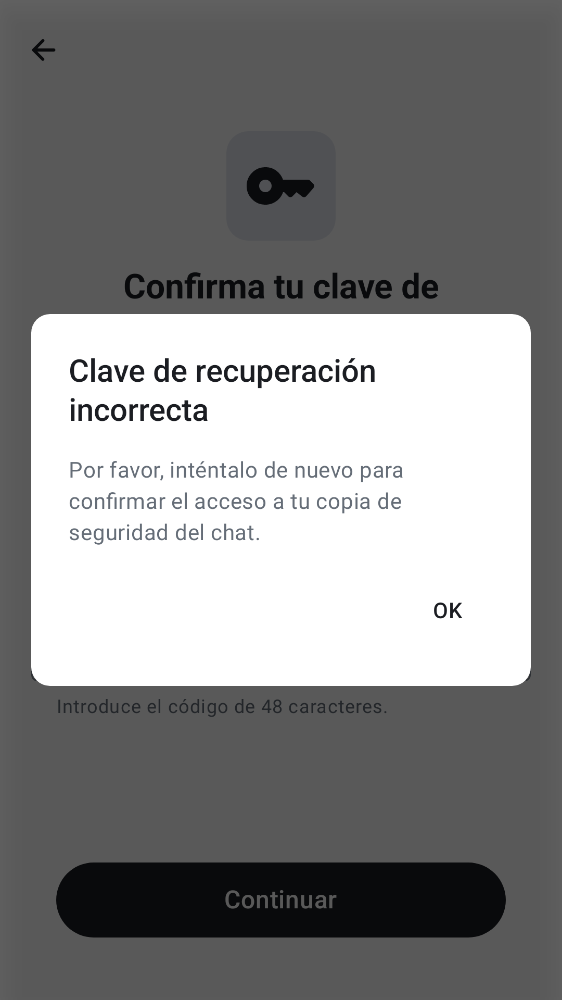 Confirma tu clave de
Clave de recuperación
incorrecta
Por favor, inténtalo de nuevo para
confirmar el acceso a tu copia de
seguridad del chat.
OK
Introduce el código de 48 caracteres.
Continuar